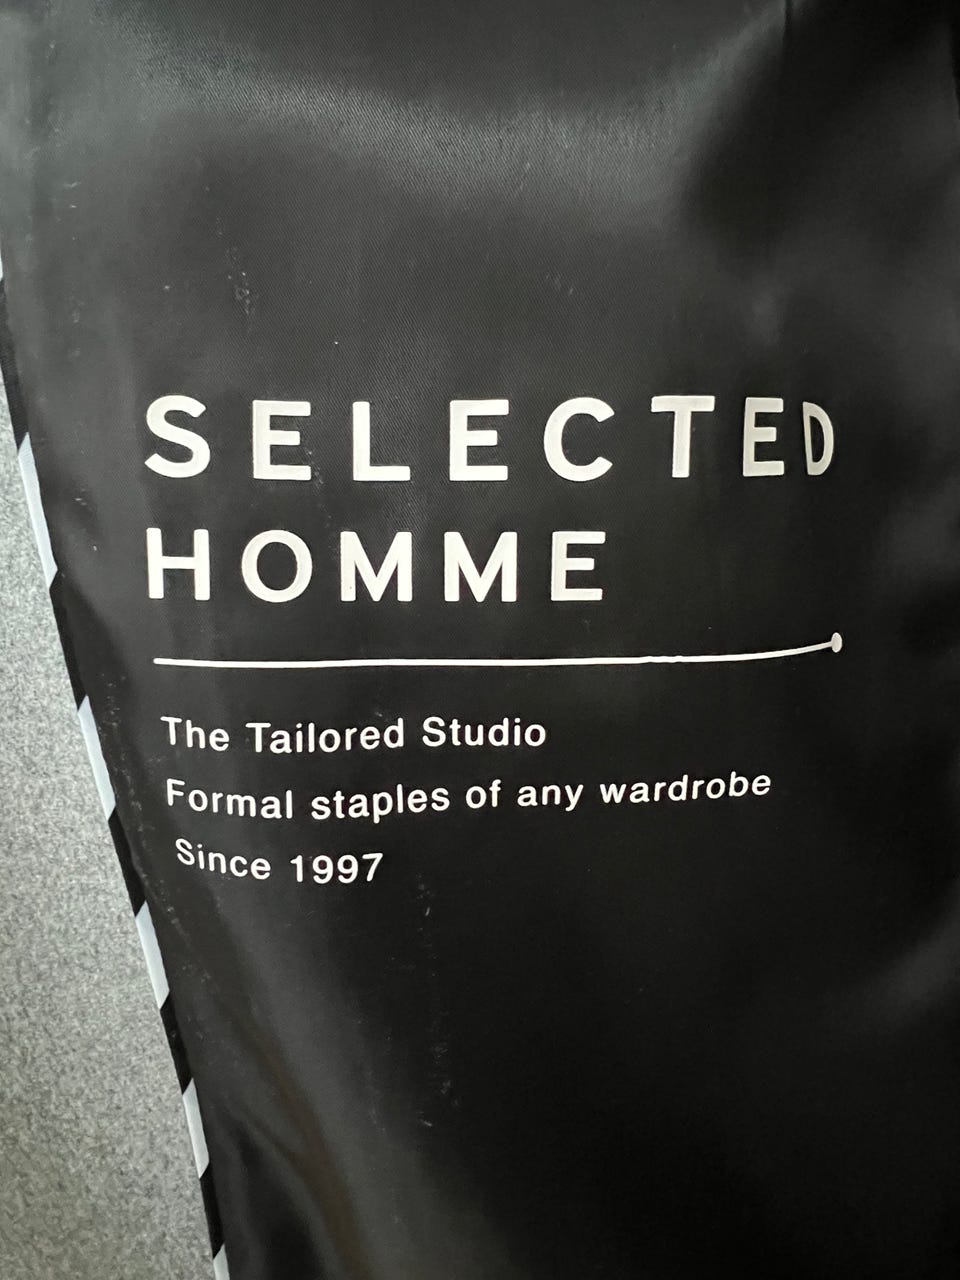 SELECTED
HOMME
The Tailored Studio
Formal staples of any wardrobe
Since 1997